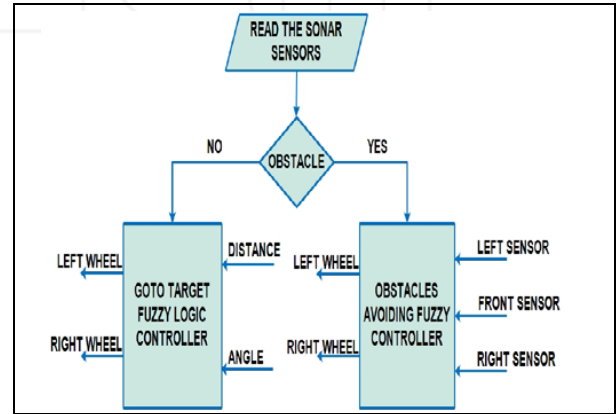 READ THE SONAR
SENSORS
OBSTACLE
NO
YES
GOTO TARGET
FUZZY LOGIC
CONTROLLER
LEFT WHEEL
RIGHT WHEEL
DISTANCE
ANGLE
OBSTACLES
AVOIDING FUZZY
CONTROLLER
LEFT WHEEL
RIGHT WHEEL
LEFT SENSOR
FRONT SENSOR
RIGHT SENSOR